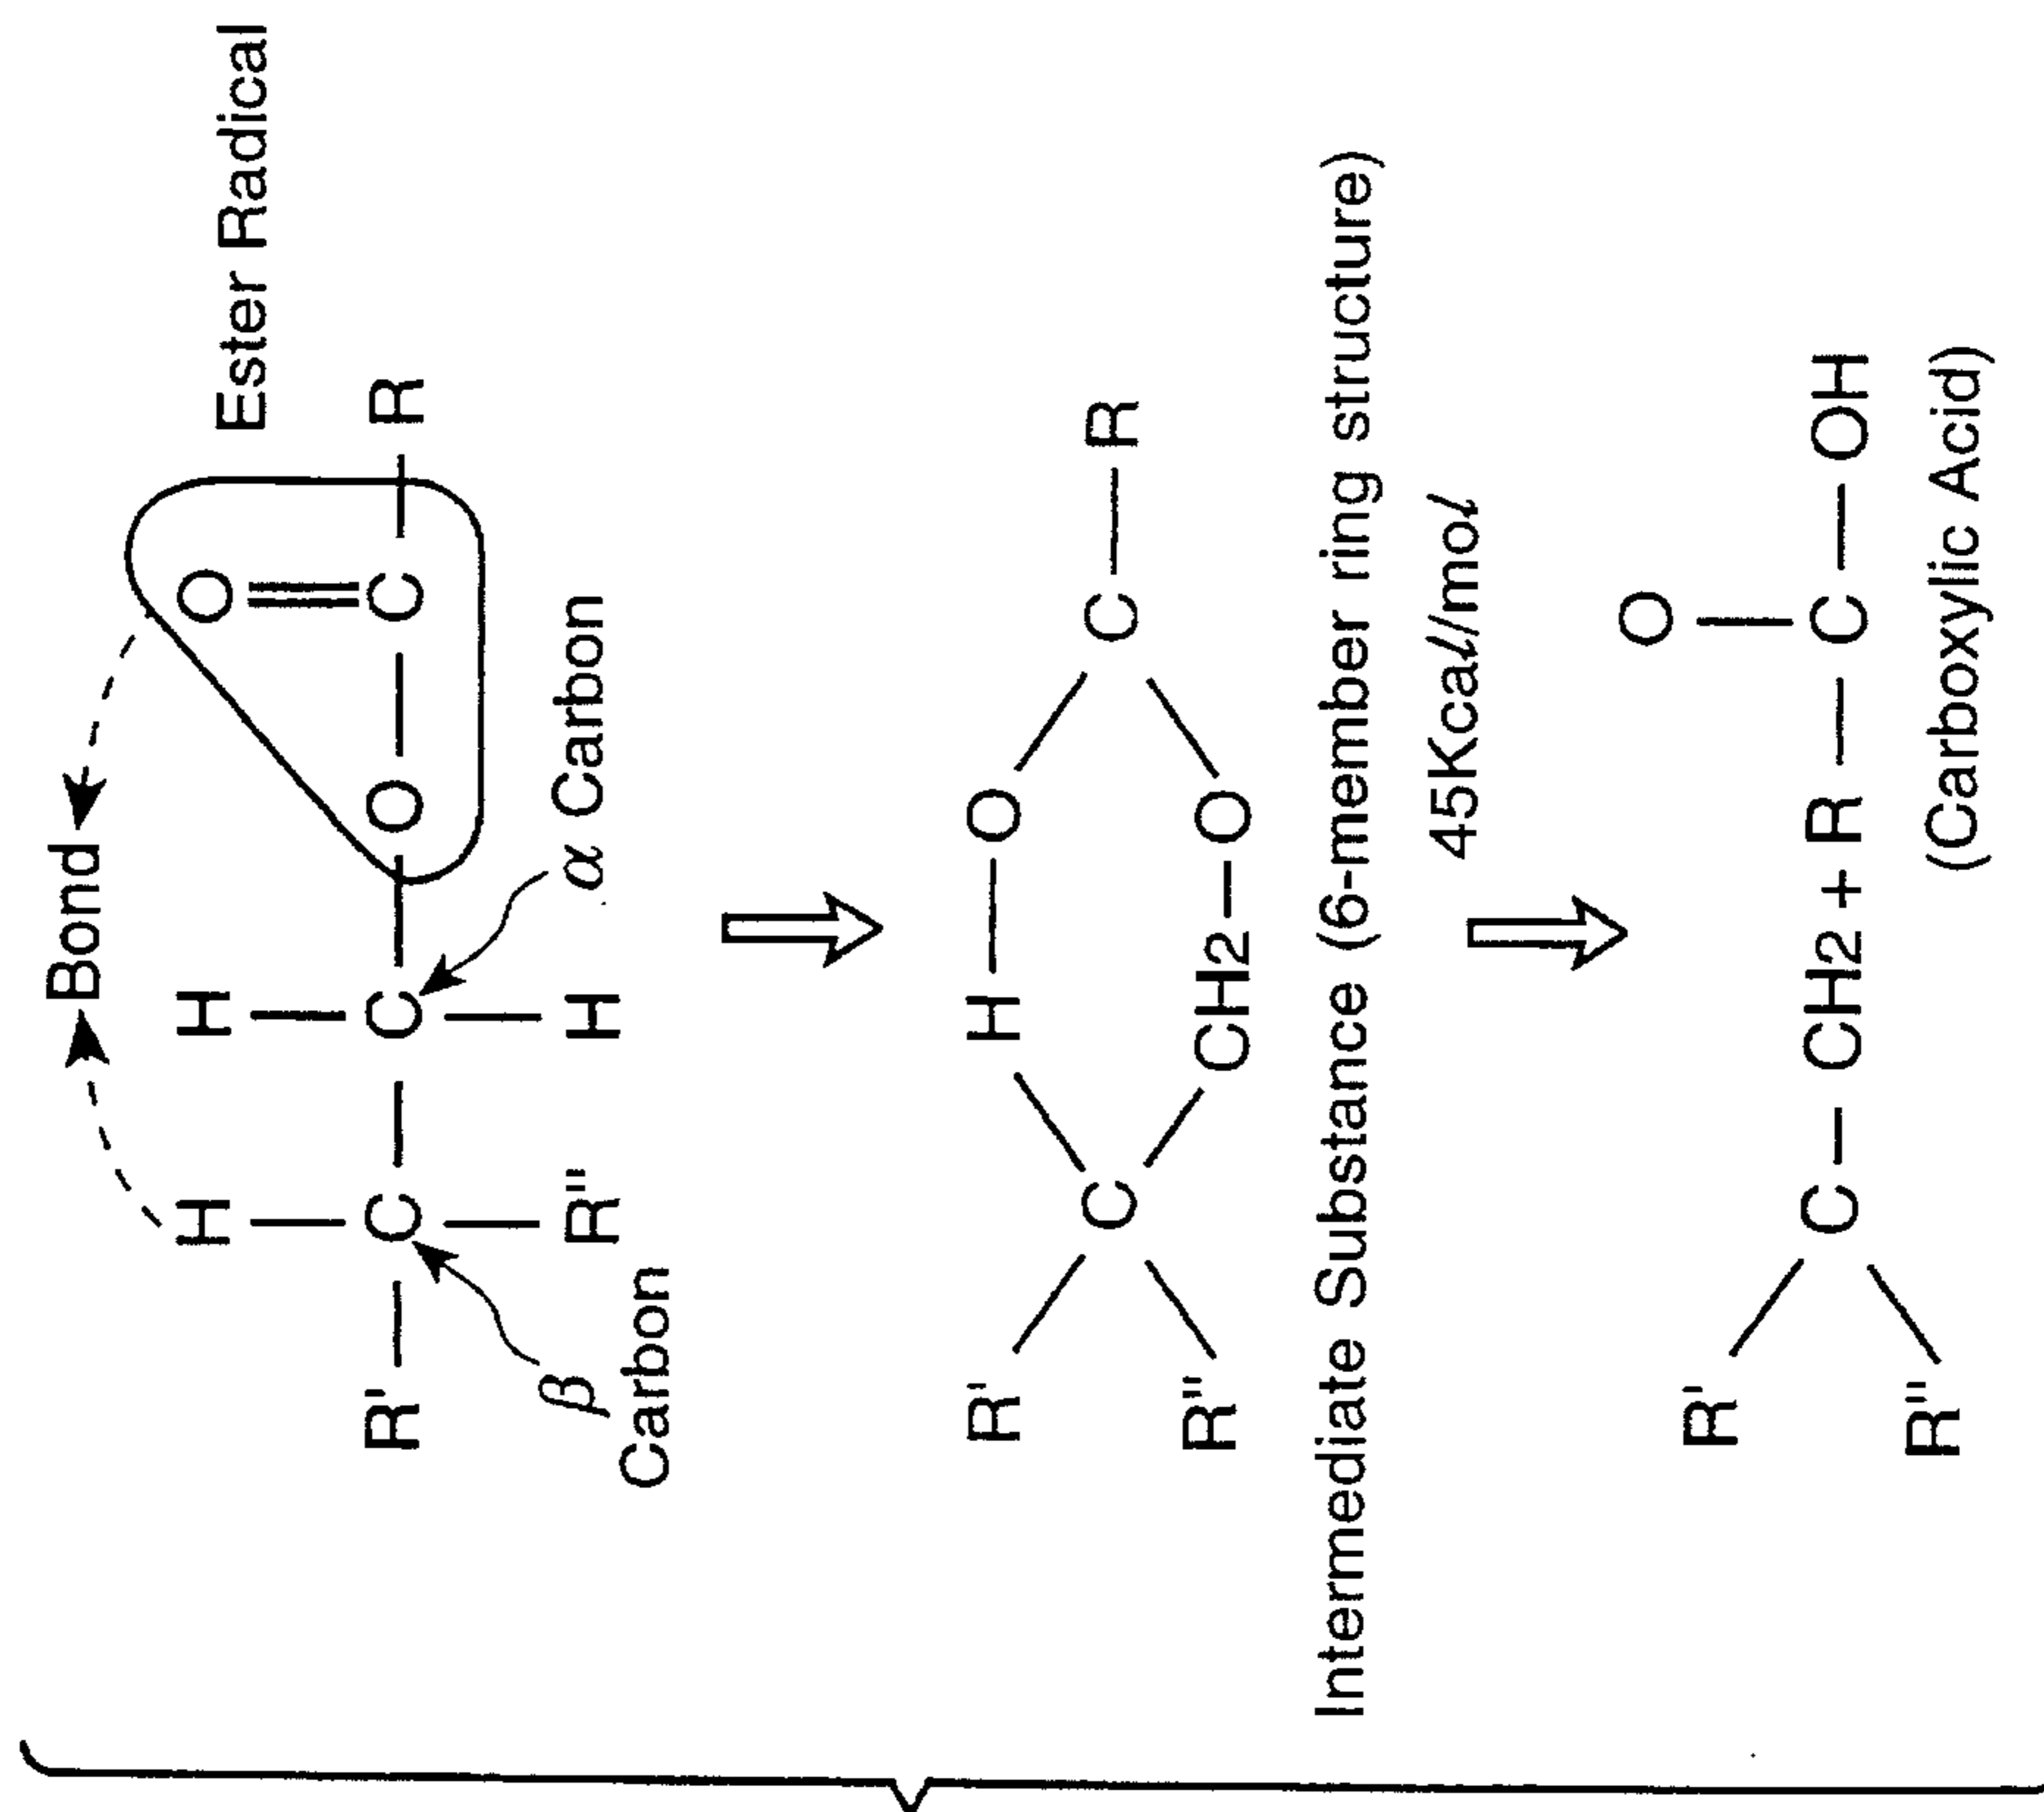 Bond
H H O
Ester Radical
R' — C — C — O — C — R
R" H
β Carbon
α Carbon
R' H — O
C C — R
R" CH2 — O
Intermediate Substance (6-member ring structure)
45Kcal/mol
R' O
C — CH2 + R — C — OH
R" (Carboxylic Acid)